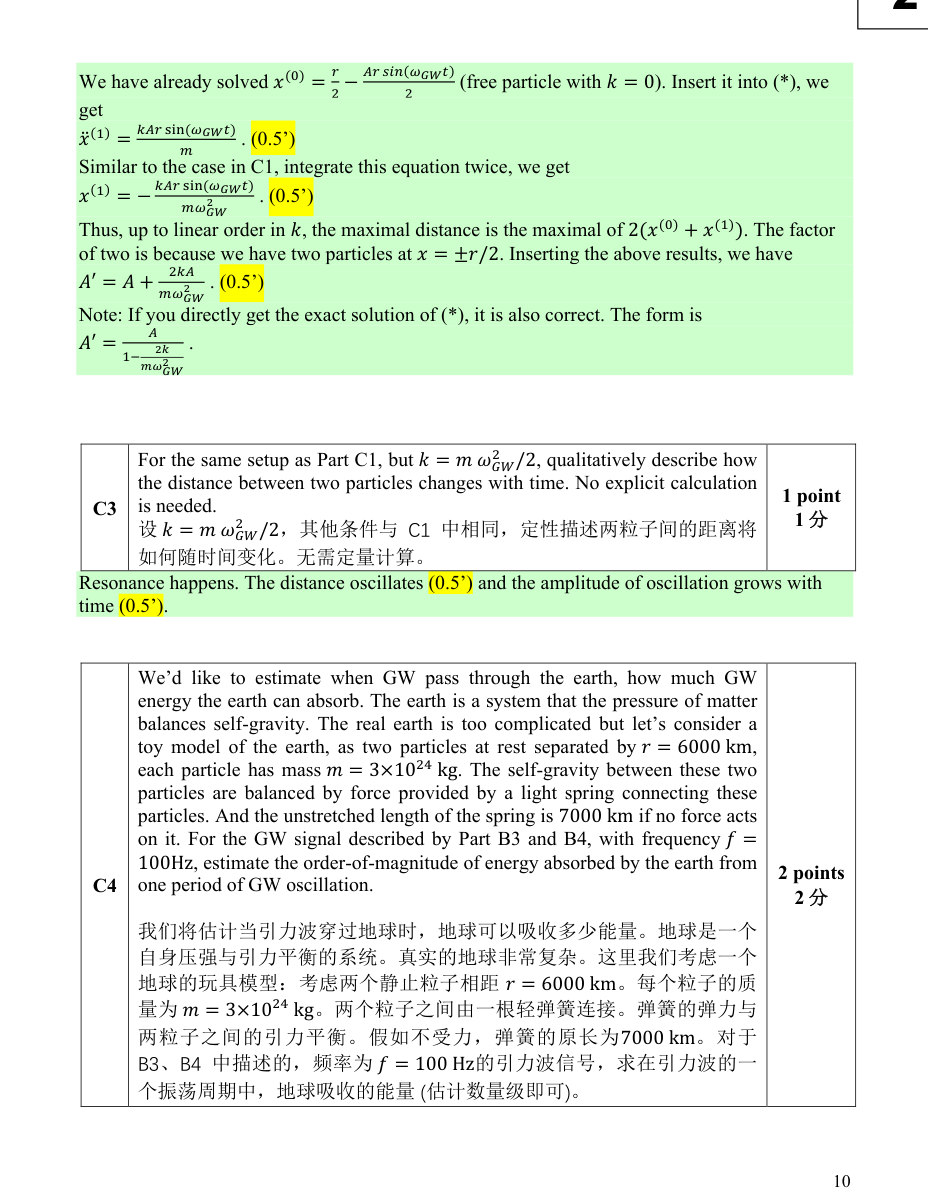 We have already solved x⁽⁰⁾ = r/2 − Ar sin(ω_GW t)/2 (free particle with k = 0). Insert it into (*), we
get
ẍ⁽¹⁾ = kAr sin(ω_GW t)/m . (0.5’)
Similar to the case in C1, integrate this equation twice, we get
x⁽¹⁾ = − kAr sin(ω_GW t)/(mω²_GW) . (0.5’)
Thus, up to linear order in k, the maximal distance is the maximal of 2(x⁽⁰⁾ + x⁽¹⁾). The factor
of two is because we have two particles at x = ±r/2. Inserting the above results, we have
A′ = A + 2kA/(mω²_GW) . (0.5’)
Note: If you directly get the exact solution of (*), it is also correct. The form is
A′ = A/(1−2k/(mω²_GW)) .
C3
For the same setup as Part C1, but k = m ω²_GW/2, qualitatively describe how
the distance between two particles changes with time. No explicit calculation
is needed.
设 k = m ω²_GW/2，其他条件与 C1 中相同，定性描述两粒子间的距离将
如何随时间变化。无需定量计算。
1 point
1 分
Resonance happens. The distance oscillates (0.5’) and the amplitude of oscillation grows with
time (0.5’).
C4
We’d like to estimate when GW pass through the earth, how much GW
energy the earth can absorb. The earth is a system that the pressure of matter
balances self-gravity. The real earth is too complicated but let’s consider a
toy model of the earth, as two particles at rest separated by r = 6000 km,
each particle has mass m = 3×10²⁴ kg. The self-gravity between these two
particles are balanced by force provided by a light spring connecting these
particles. And the unstretched length of the spring is 7000 km if no force acts
on it. For the GW signal described by Part B3 and B4, with frequency f =
100Hz, estimate the order-of-magnitude of energy absorbed by the earth from
one period of GW oscillation.
我们将估计当引力波穿过地球时，地球可以吸收多少能量。地球是一个
自身压强与引力平衡的系统。真实的地球非常复杂。这里我们考虑一个
地球的玩具模型：考虑两个静止粒子相距 r = 6000 km。每个粒子的质
量为 m = 3×10²⁴ kg。两个粒子之间由一根轻弹簧连接。弹簧的弹力与
两粒子之间的引力平衡。假如不受力，弹簧的原长为7000 km。对于
B3、B4 中描述的，频率为 f = 100 Hz的引力波信号，求在引力波的一
个振荡周期中，地球吸收的能量 (估计数量级即可)。
2 points
2 分
10